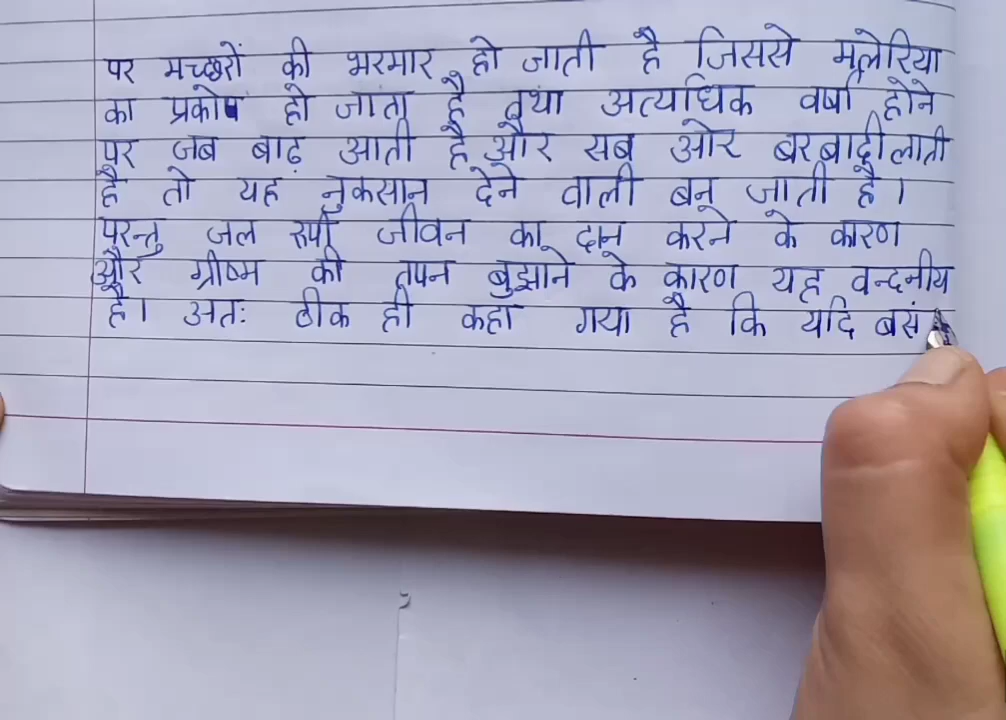 पर मच्छरों की भरमार हो जाती है जिससे मलेरिया
का प्रकोप हो जाता है तथा अत्यधिक वर्षा होने
पर जब बाढ़ आती है और सब ओर बरबादी लाती
है तो यह नुकसान देने वाली बन जाती है।
परन्तु जल रुपी जीवन का दान करने के कारण
और ग्रीष्म की तपन बुझाने के कारण यह वन्दनीय
है। अतः ठीक ही कहा गया है कि यदि बसं